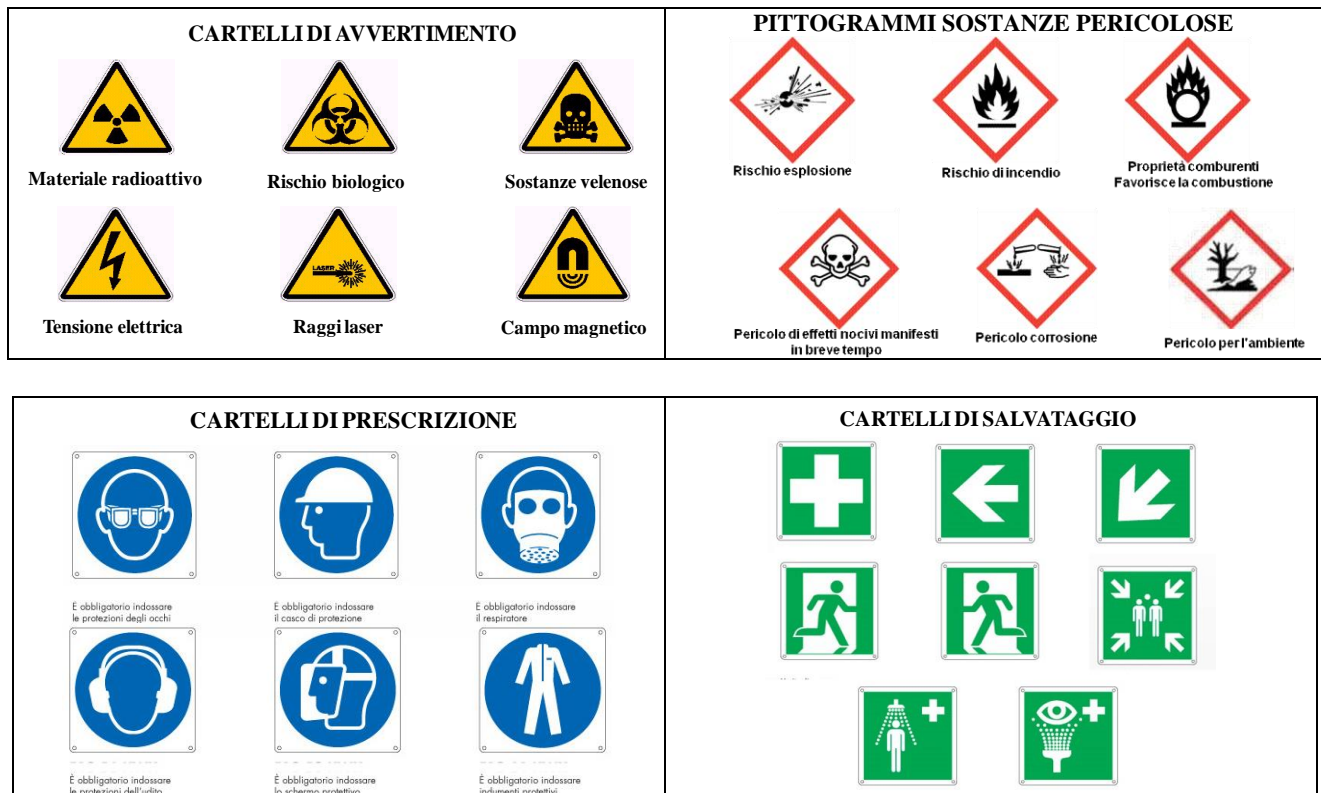 CARTELLI DI AVVERTIMENTO
Materiale radioattivo
Rischio biologico
Sostanze velenose
LASER
Tensione elettrica
Raggi laser
Campo magnetico
PITTOGRAMMI SOSTANZE PERICOLOSE
Rischio esplosione
Rischio di incendio
Proprietà comburenti
Favorisce la combustione
Pericolo di effetti nocivi manifesti
in breve tempo
Pericolo corrosione
Pericolo per l'ambiente
CARTELLI DI PRESCRIZIONE
È obbligatorio indossare
le protezioni degli occhi
È obbligatorio indossare
il casco di protezione
È obbligatorio indossare
il respiratore
È obbligatorio indossare
le protezioni dell'udito
È obbligatorio indossare
lo schermo protettivo
È obbligatorio indossare
indumenti protettivi
CARTELLI DI SALVATAGGIO